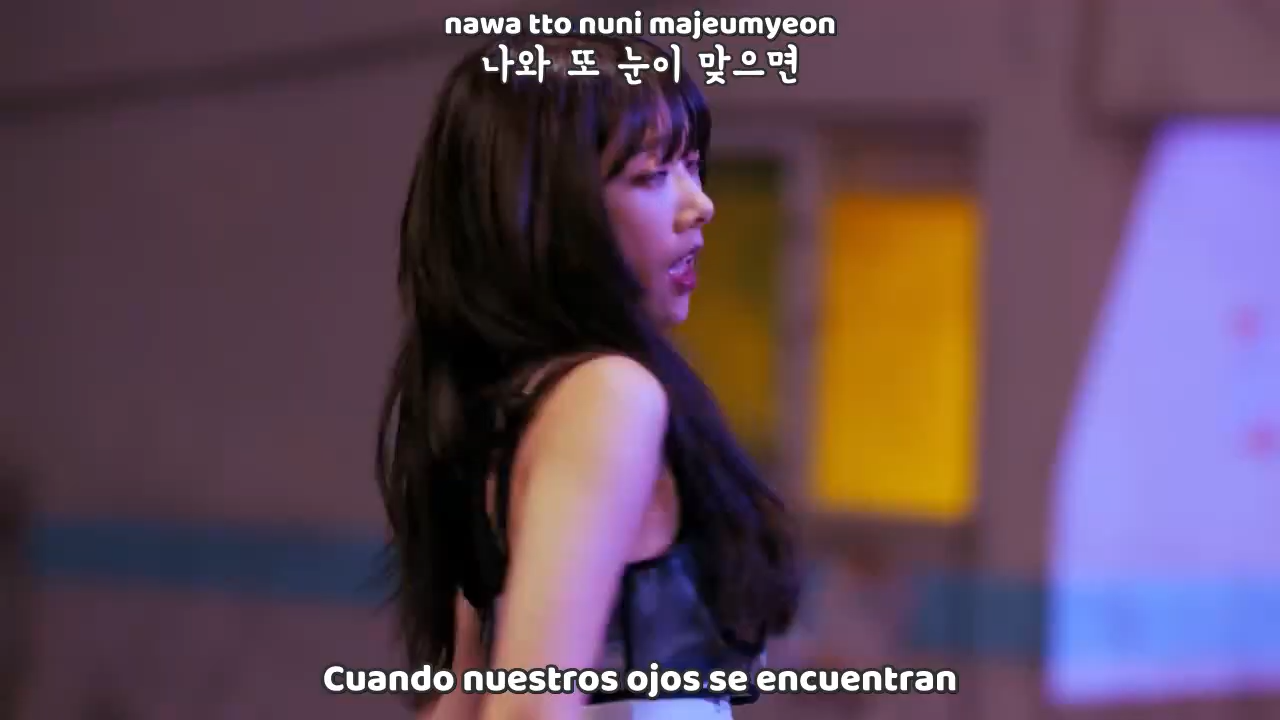 nawa tto nuni majeumyeon
나와 또 눈이 맞으면
Cuando nuestros ojos se encuentran